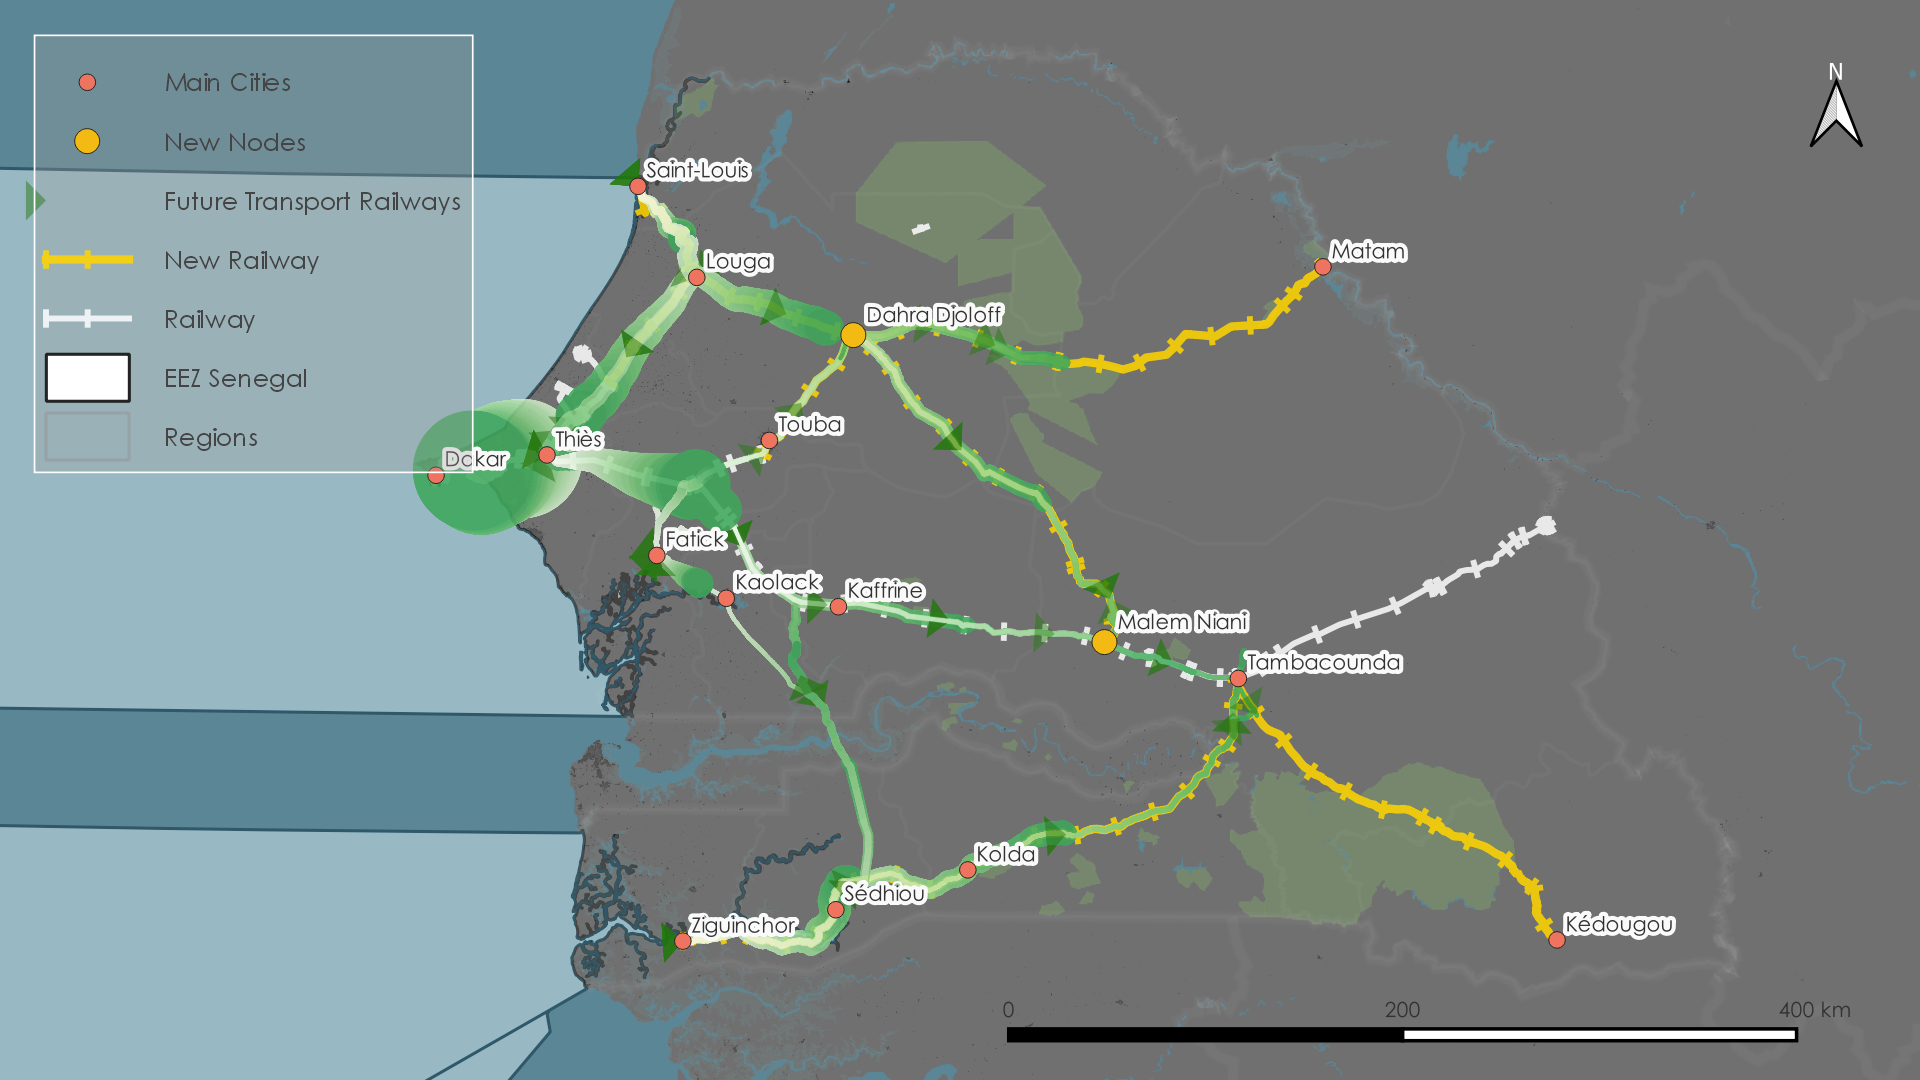 Main Cities
New Nodes
Future Transport Railways
New Railway
Railway
EEZ Senegal
Regions
N
Saint-Louis
Louga
Matam
Dahra Djoloff
Touba
Thiès
Dakar
Fatick
Kaolack
Kaffrine
Malem Niani
Tambacounda
Kolda
Sédhiou
Ziguinchor
Kédougou
0 200 400 km